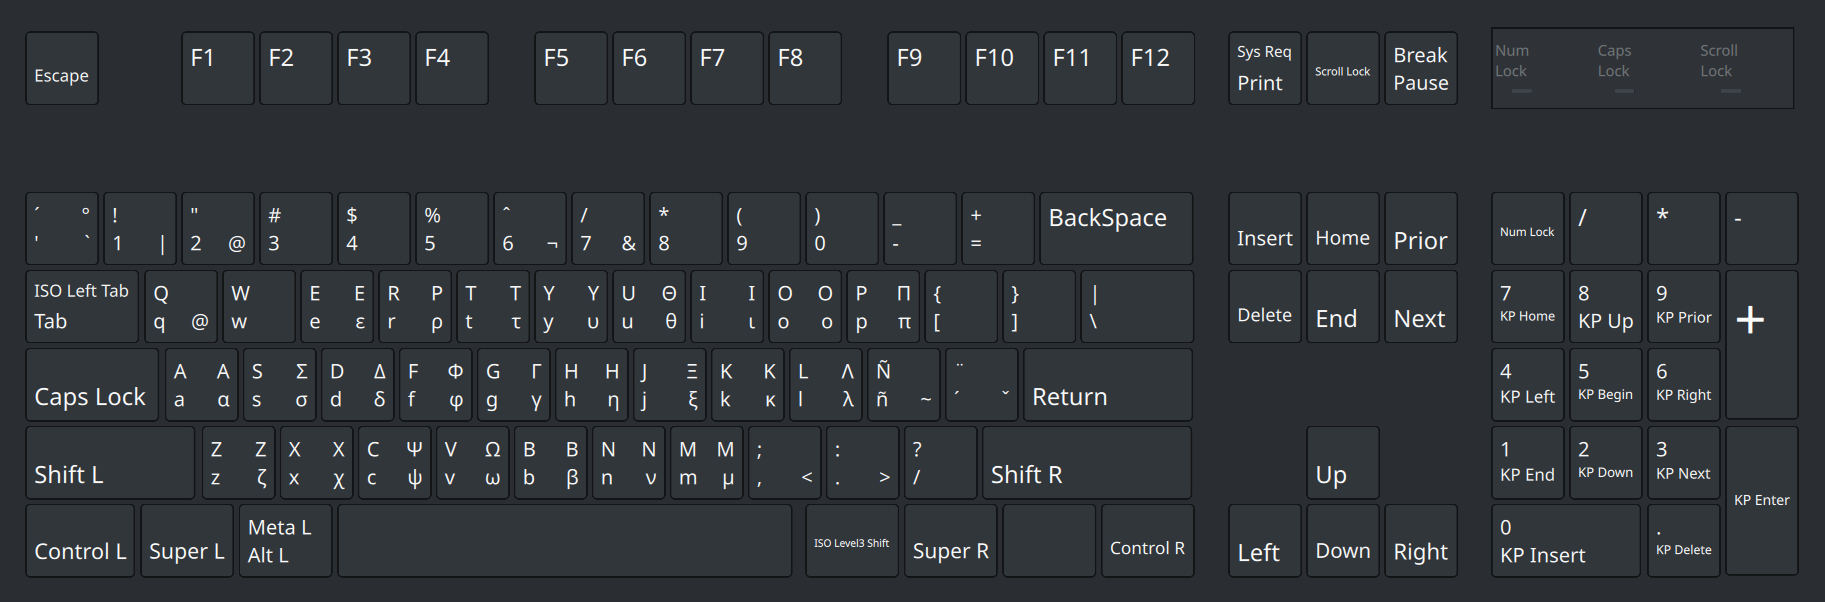 Escape F1 F2 F3 F4 F5 F6 F7 F8 F9 F10 F11 F12 Sys Req Print Scroll Lock Break Pause Num Lock Caps Lock Scroll Lock
´ ° ! " # $ % ˆ / * ( ) _ + BackSpace Insert Home Prior Num Lock / * -
' ` 1 | 2 @ 3 4 5 6 ¬ 7 & 8 9 0 - =
ISO Left Tab Q W E Ε R Ρ T Τ Y Υ U Θ I Ι O Ο P Π { } | Delete End Next 7 8 9 +
Tab q @ w e ε r ρ t τ y υ u θ i ι o ο p π [ ] \ KP Home KP Up KP Prior
Caps Lock A Α S Σ D Δ F Φ G Γ H Η J Ξ K Κ L Λ Ñ ¨ Return 4 5 6
a α s σ d δ f φ g γ h η j ξ k κ l λ ñ ~ ´ ˇ KP Left KP Begin KP Right
Shift L Z Ζ X Χ C Ψ V Ω B Β N Ν M Μ ; : ? Shift R Up 1 2 3 KP Enter
z ζ x χ c ψ v ω b β n ν m μ , < . > / KP End KP Down KP Next
Control L Super L Meta L ISO Level3 Shift Super R Control R Left Down Right 0 .
Alt L KP Insert KP Delete